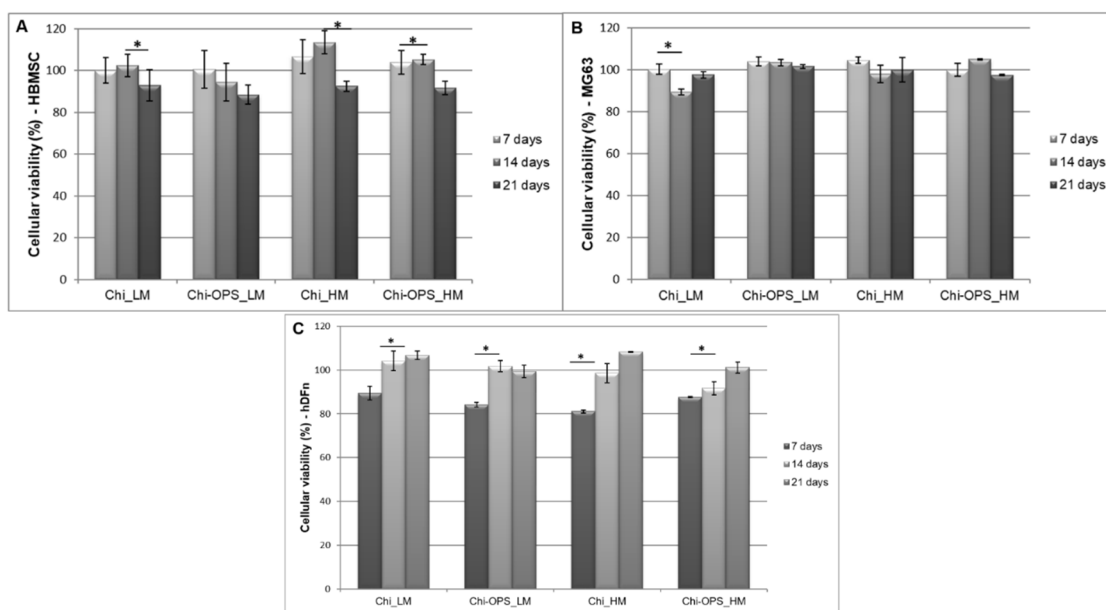 A
Cellular viability (%) - HBMSC
120
100
80
60
40
20
0
*
*
*
Chi_LM
Chi-OPS_LM
Chi_HM
Chi-OPS_HM
7 days
14 days
21 days
B
Cellular viability (%) - MG63
120
100
80
60
40
20
0
*
Chi_LM
Chi-OPS_LM
Chi_HM
Chi-OPS_HM
7 days
14 days
21 days
C
Cellular viability (%) - hDFn
120
100
80
60
40
20
0
*
*
*
*
Chi_LM
Chi-OPS_LM
Chi_HM
Chi-OPS_HM
7 days
14 days
21 days